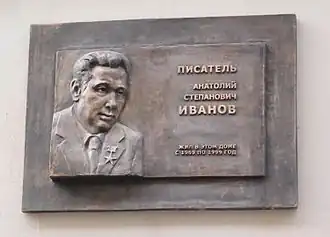 ПИСАТЕЛЬ
АНАТОЛИЙ
СТЕПАНОВИЧ
ИВАНОВ
ЖИЛ В ЭТОМ ДОМЕ
С 1969 ПО 1999 ГОД